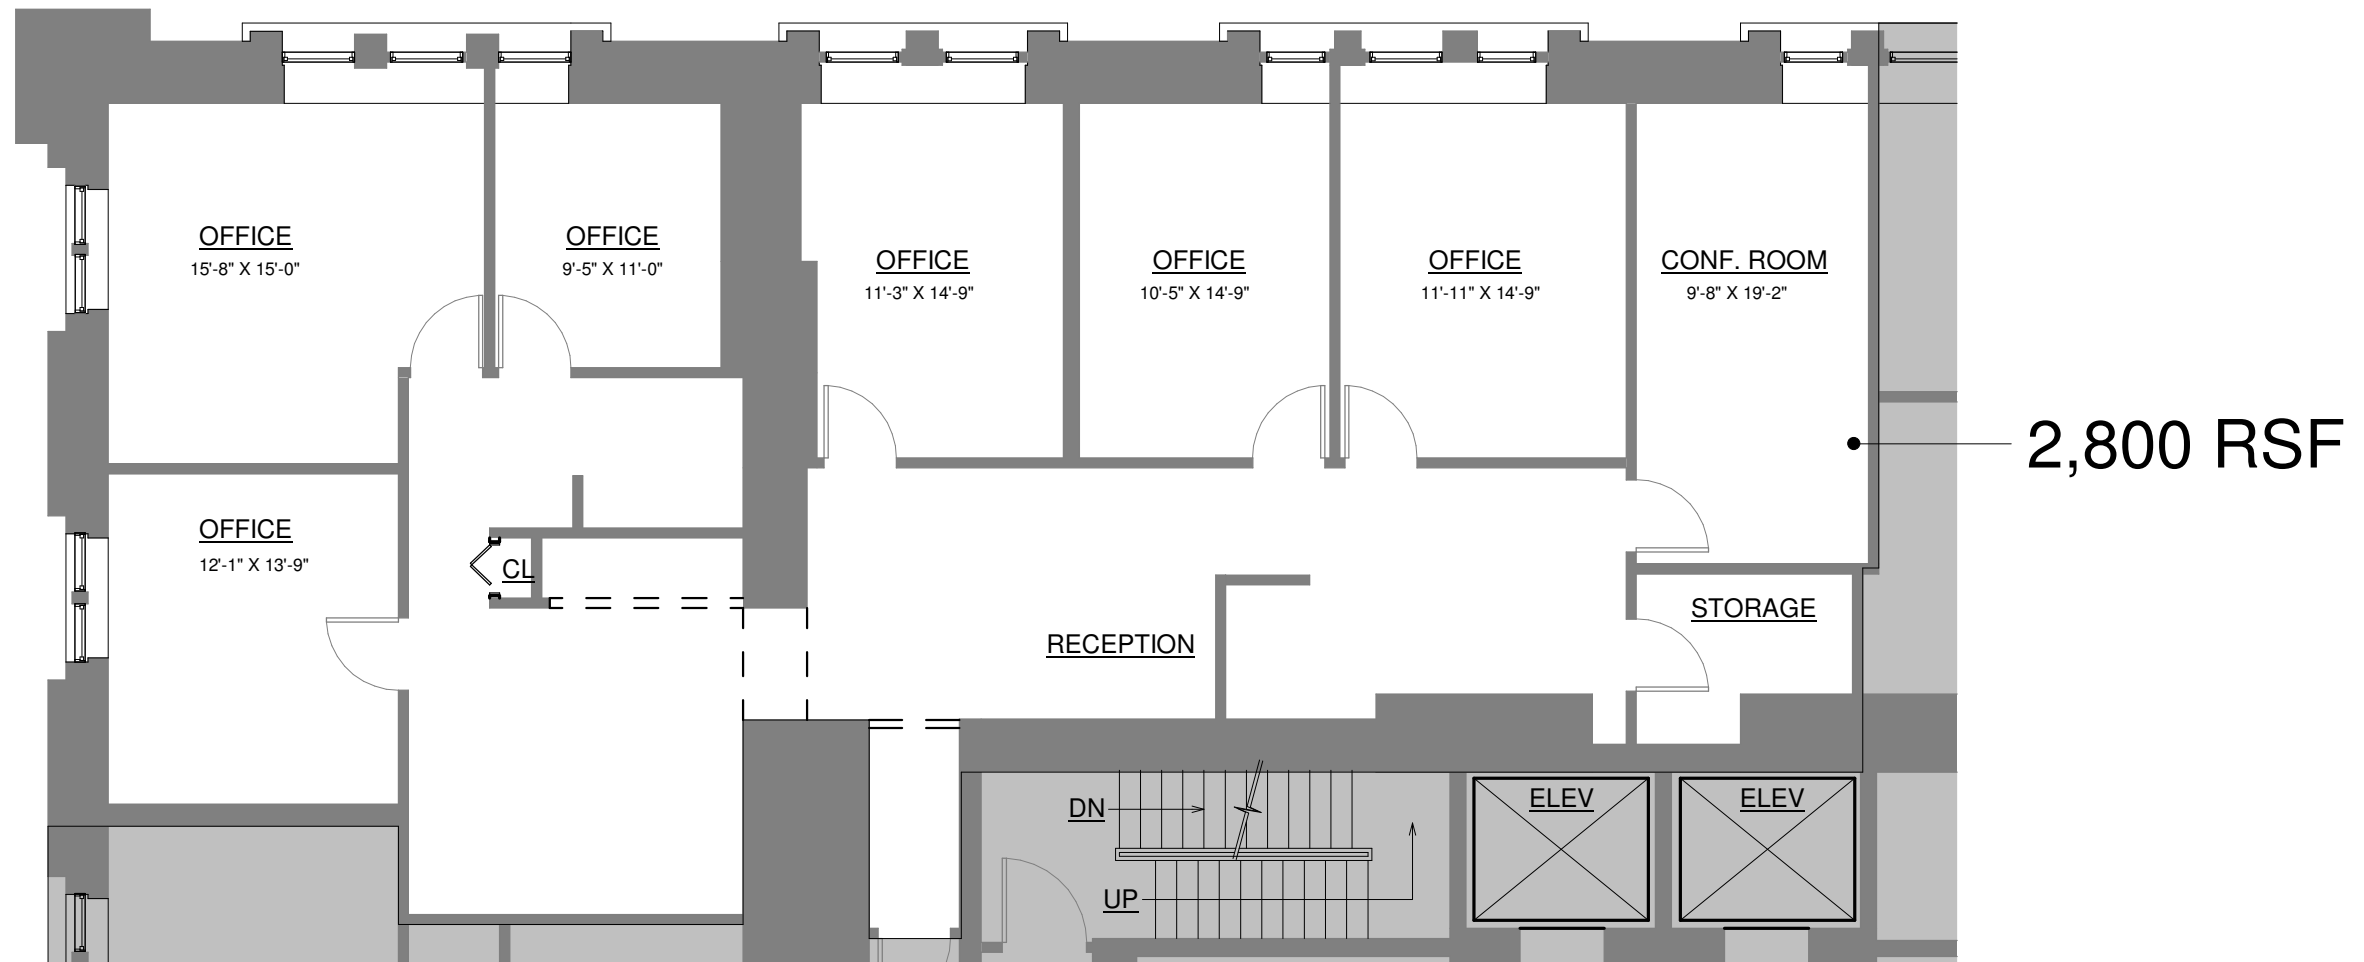 OFFICE
15'-8" X 15'-0"
OFFICE
9'-5" X 11'-0"
OFFICE
11'-3" X 14'-9"
OFFICE
10'-5" X 14'-9"
OFFICE
11'-11" X 14'-9"
CONF. ROOM
9'-8" X 19'-2"
2,800 RSF
OFFICE
12'-1" X 13'-9"
CL
RECEPTION
STORAGE
DN
UP
ELEV
ELEV